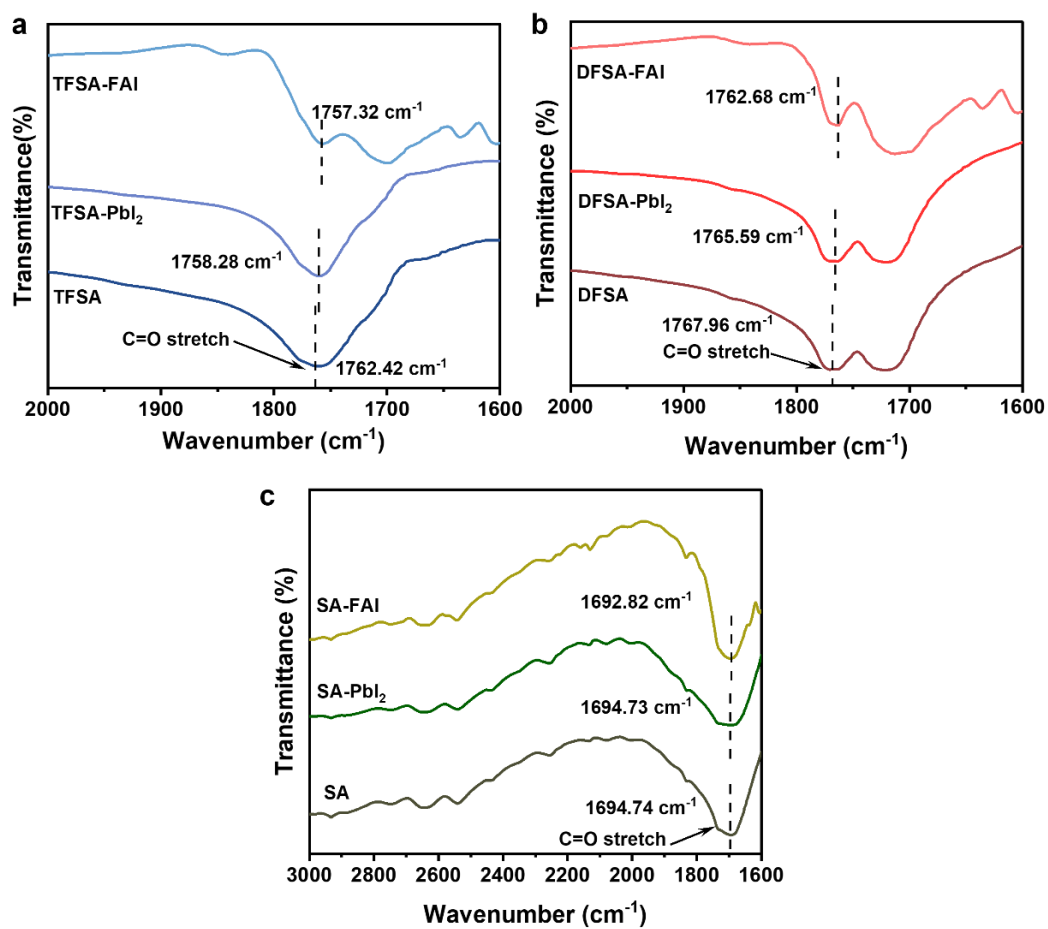 a
TFSA-FAI
1757.32 cm⁻¹
TFSA-PbI₂
1758.28 cm⁻¹
TFSA
C=O stretch
1762.42 cm⁻¹
Transmittance(%)
2000 1900 1800 1700 1600
Wavenumber (cm⁻¹)
b
DFSA-FAI
1762.68 cm⁻¹
DFSA-PbI₂
1765.59 cm⁻¹
DFSA
1767.96 cm⁻¹
C=O stretch
Transmittance (%)
2000 1900 1800 1700 1600
Wavenumber (cm⁻¹)
c
SA-FAI
1692.82 cm⁻¹
SA-PbI₂
1694.73 cm⁻¹
SA
1694.74 cm⁻¹
C=O stretch
Transmittance (%)
3000 2800 2600 2400 2200 2000 1800 1600
Wavenumber (cm⁻¹)